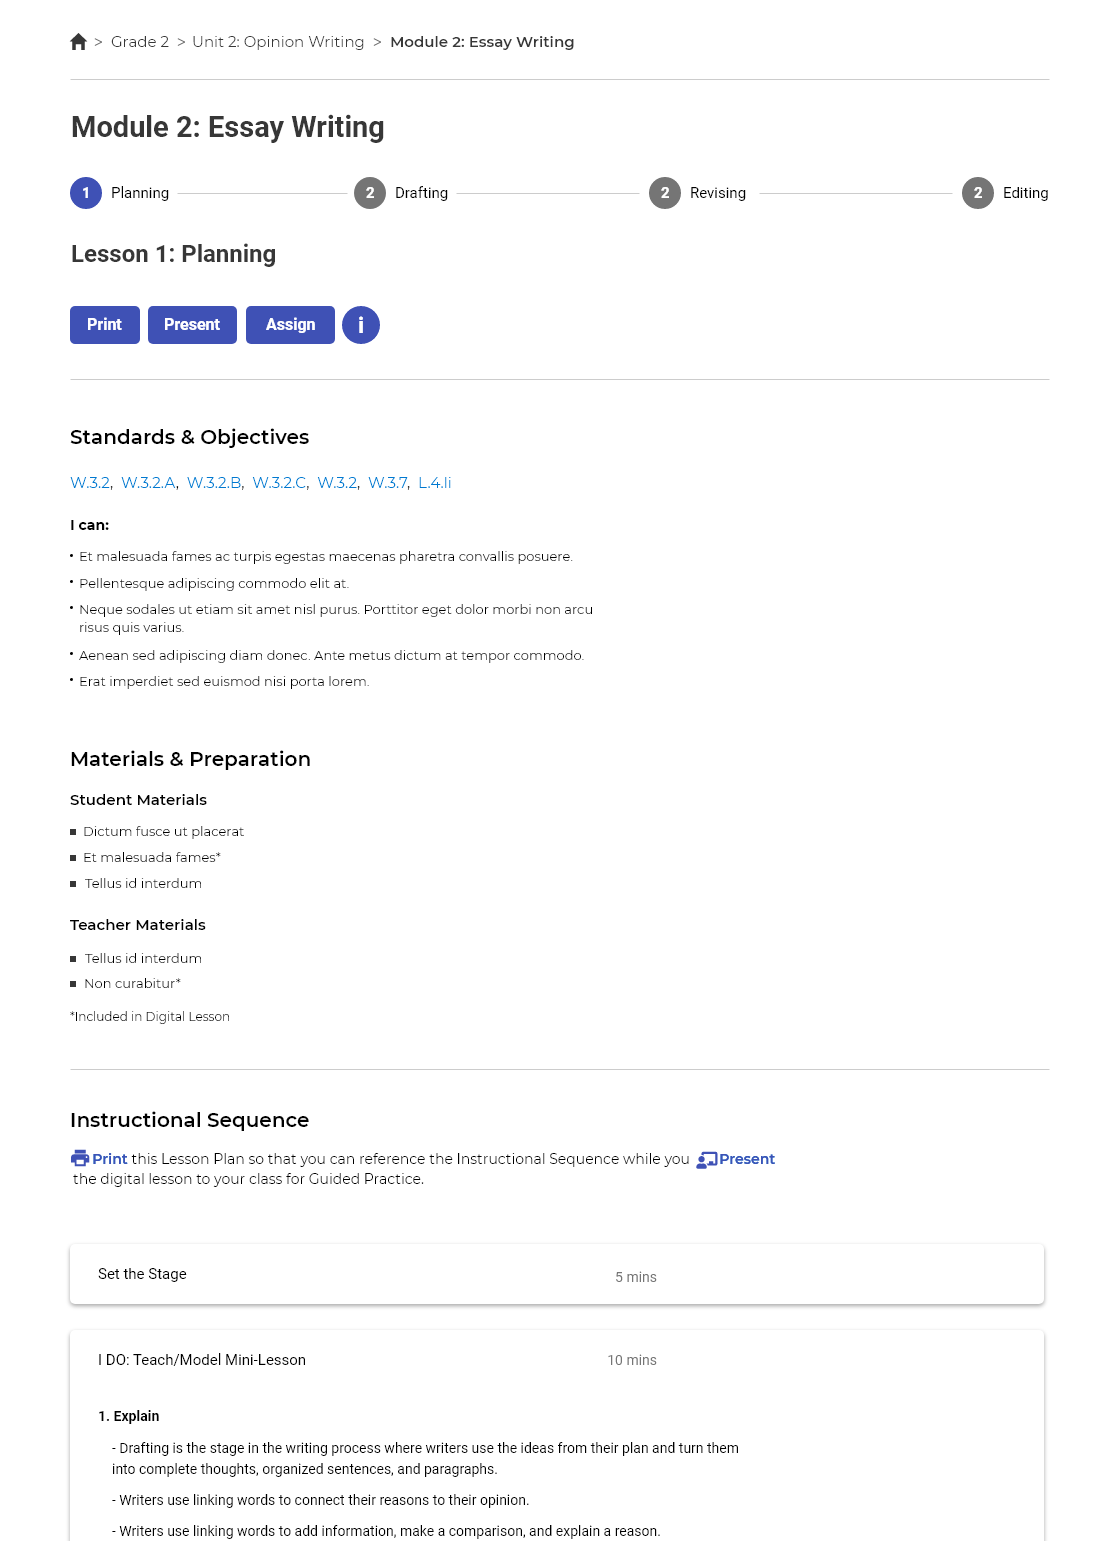 > Grade 2 > Unit 2: Opinion Writing > Module 2: Essay Writing
Module 2: Essay Writing
1 Planning 2 Drafting 2 Revising 2 Editing
Lesson 1: Planning
Print Present Assign i
Standards & Objectives
W.3.2, W.3.2.A, W.3.2.B, W.3.2.C, W.3.2, W.3.7, L.4.li
I can:
• Et malesuada fames ac turpis egestas maecenas pharetra convallis posuere.
• Pellentesque adipiscing commodo elit at.
• Neque sodales ut etiam sit amet nisl purus. Porttitor eget dolor morbi non arcu
risus quis varius.
• Aenean sed adipiscing diam donec. Ante metus dictum at tempor commodo.
• Erat imperdiet sed euismod nisi porta lorem.
Materials & Preparation
Student Materials
▪ Dictum fusce ut placerat
▪ Et malesuada fames*
▪ Tellus id interdum
Teacher Materials
▪ Tellus id interdum
▪ Non curabitur*
*Included in Digital Lesson
Instructional Sequence
Print this Lesson Plan so that you can reference the Instructional Sequence while you Present
the digital lesson to your class for Guided Practice.
Set the Stage 5 mins
I DO: Teach/Model Mini-Lesson 10 mins
1. Explain
- Drafting is the stage in the writing process where writers use the ideas from their plan and turn them
into complete thoughts, organized sentences, and paragraphs.
- Writers use linking words to connect their reasons to their opinion.
- Writers use linking words to add information, make a comparison, and explain a reason.